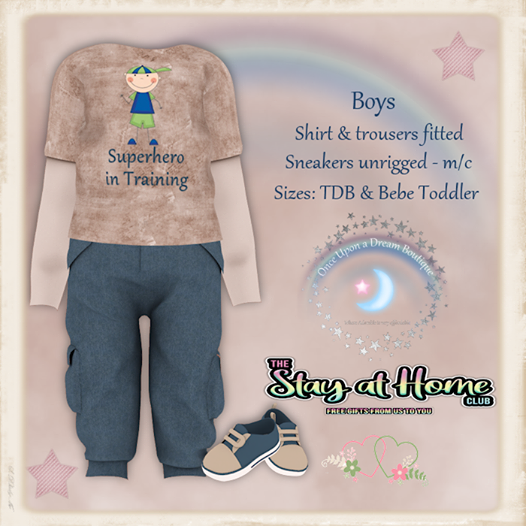 Superhero
in Training
Boys
Shirt & trousers fitted
Sneakers unrigged - m/c
Sizes: TDB & Bebe Toddler
Once Upon a Dream Boutique
THE
Stay at Home
CLUB
FREE GIFTS FROM US TO YOU